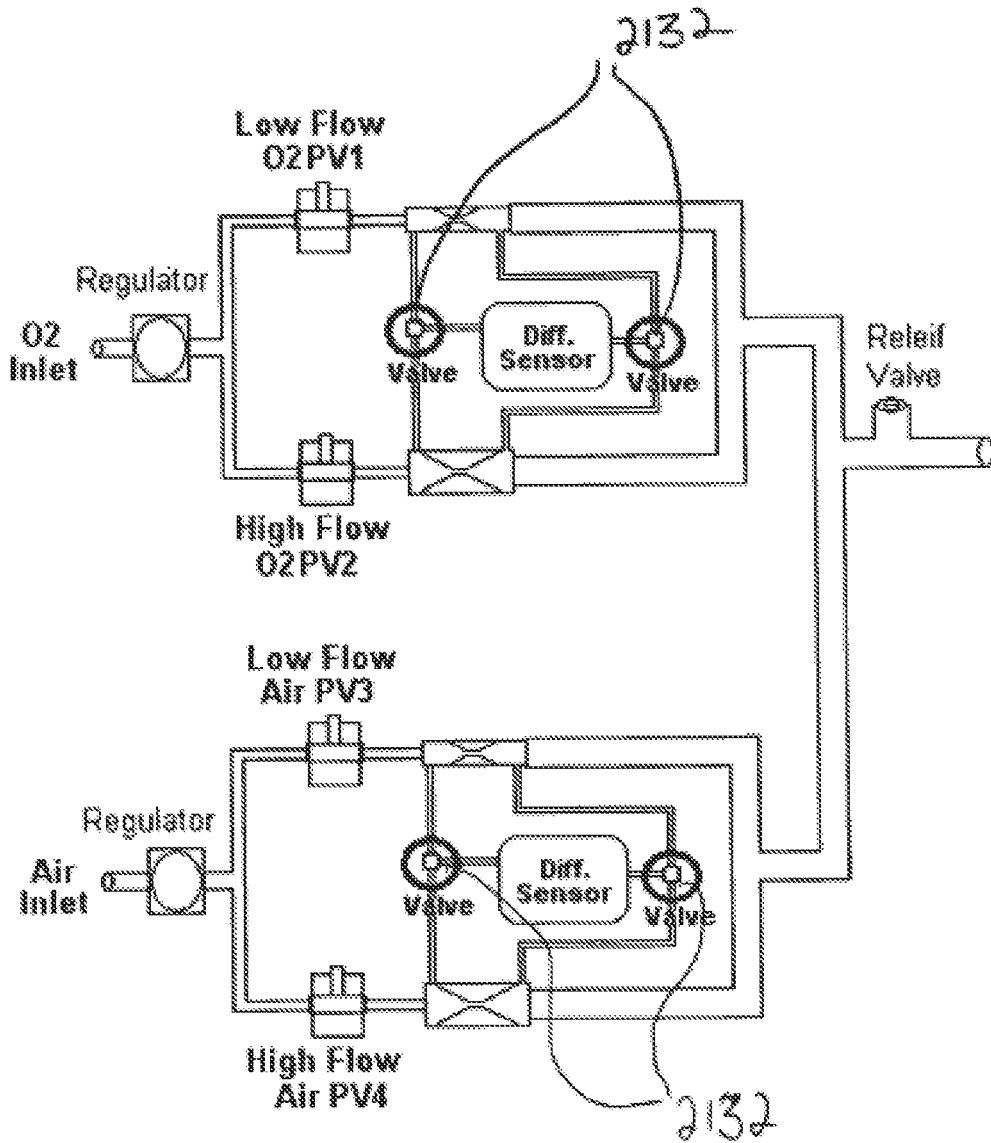 2132
Low Flow
O2 PV1
Regulator
O2
Inlet
Valve
Diff.
Sensor
Valve
Releif
Valve
High Flow
O2 PV2
Low Flow
Air PV3
Regulator
Air
Inlet
Valve
Diff.
Sensor
Valve
High Flow
Air PV4
2132